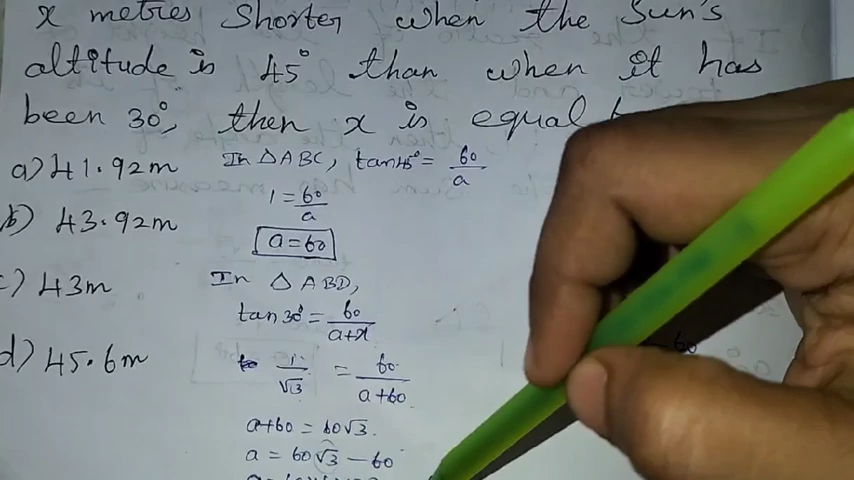 x metres shorter when the Sun's
altitude is 45° than when it has
been 30°, then x is equal
a) 41.92m In △ABC, tan45° = 60/a
1 = 60/a
b) 43.92m
a = 60
c) 43m In △ABD,
tan30° = 60/a+x
d) 45.6m
1/√3 = 60/a+60
a+60 = 60√3.
a = 60√3 - 60
60